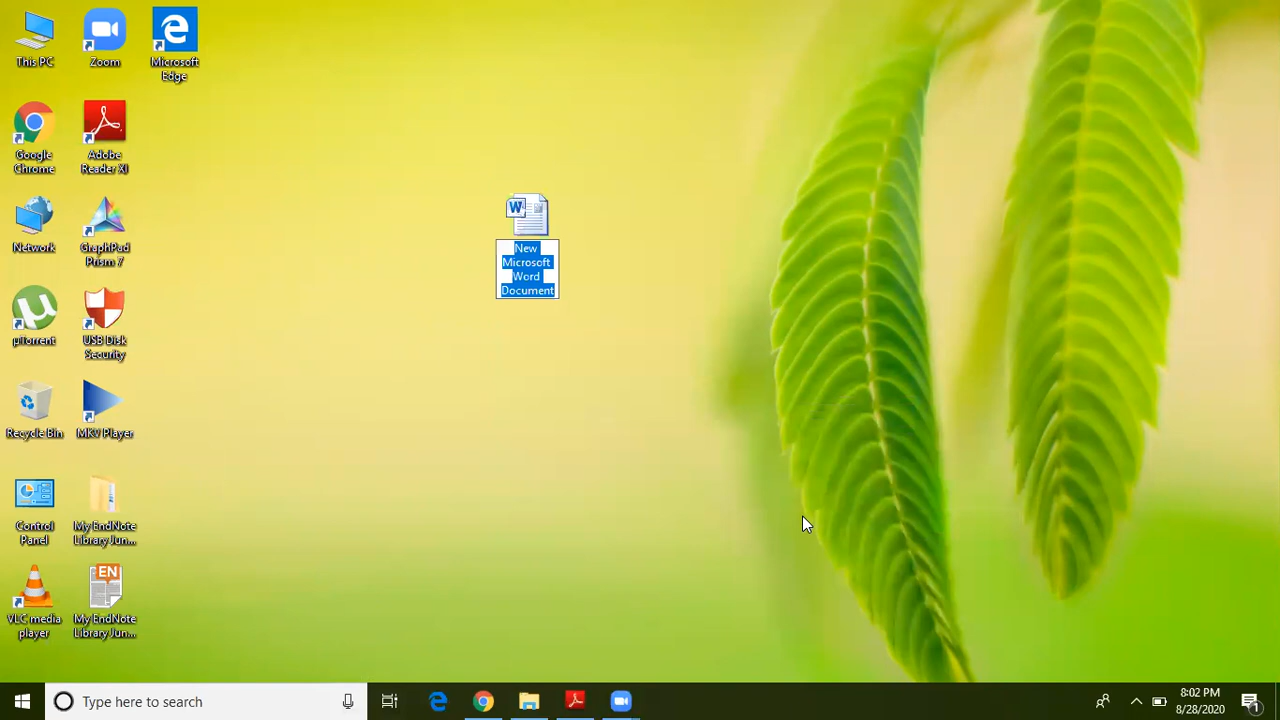 This PC
Zoom
Microsoft
Edge
Google
Chrome
Adobe
Reader XI
Network
GraphPad
Prism 7
µTorrent
USB Disk
Security
Recycle Bin
MKV Player
Control
Panel
My EndNote
Library Jun...
VLC media
player
EN
My EndNote
Library Jun...
W
New
Microsoft
Word
Document
Type here to search
8:02 PM
8/28/2020
1